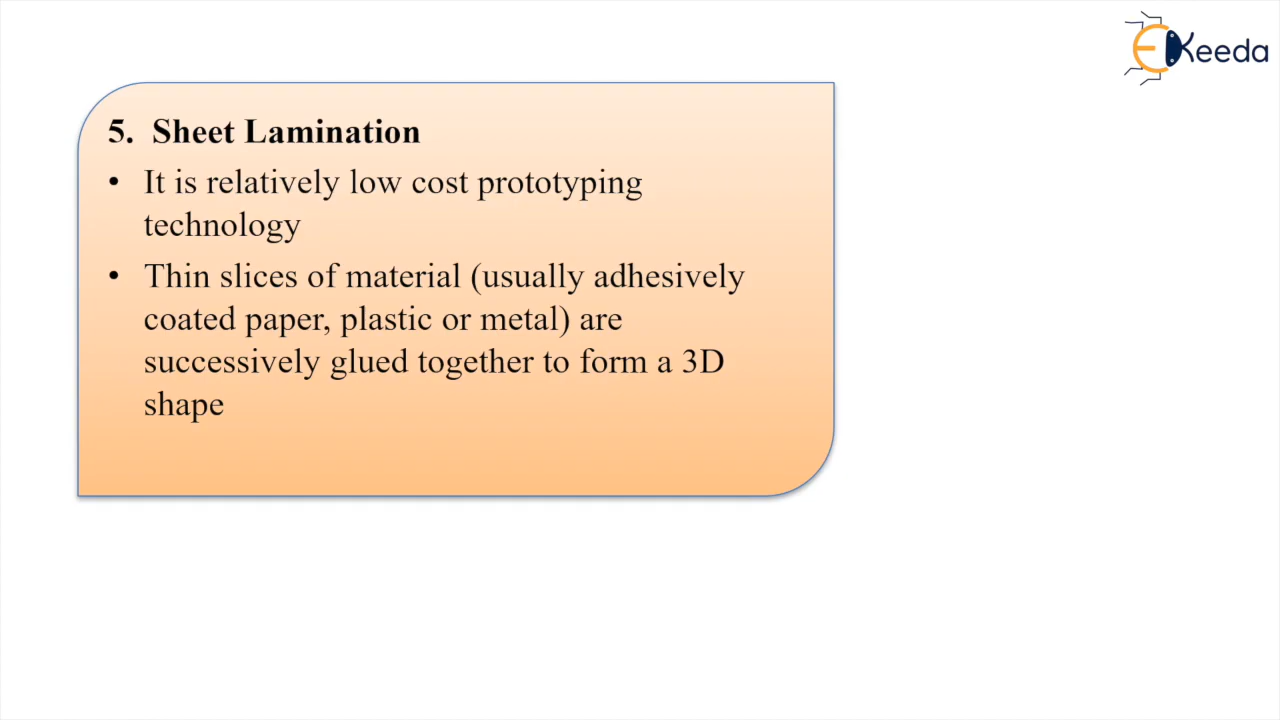 EKeeda
5. Sheet Lamination
• It is relatively low cost prototyping
technology
• Thin slices of material (usually adhesively
coated paper, plastic or metal) are
successively glued together to form a 3D
shape